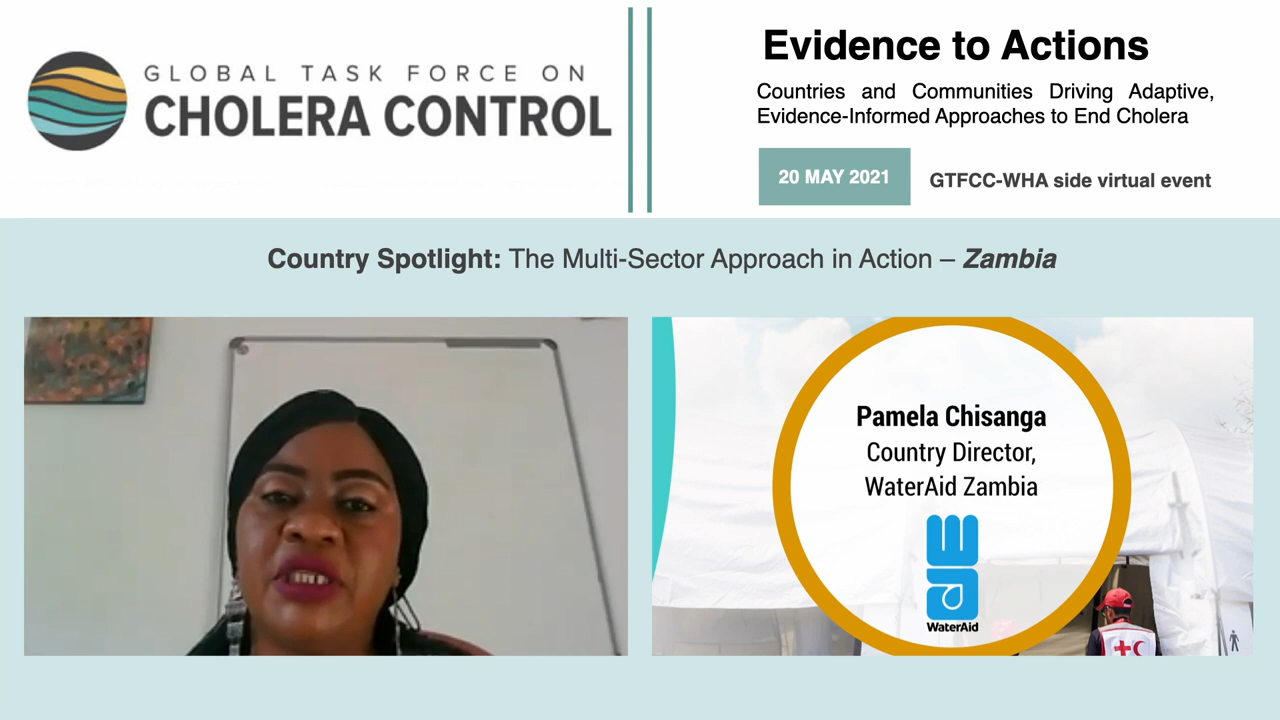 GLOBAL TASK FORCE ON
CHOLERA CONTROL
Evidence to Actions
Countries and Communities Driving Adaptive,
Evidence-Informed Approaches to End Cholera
20 MAY 2021
GTFCC-WHA side virtual event
Country Spotlight: The Multi-Sector Approach in Action – Zambia
Pamela Chisanga
Country Director,
WaterAid Zambia
WaterAid